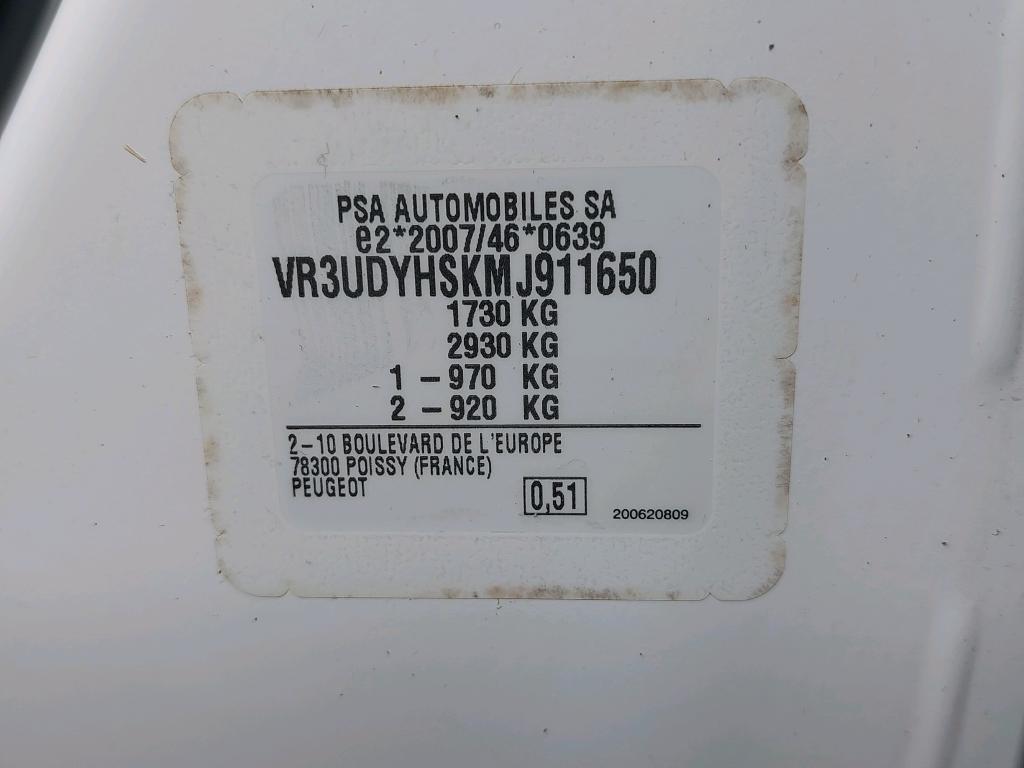 PSA AUTOMOBILES SA
e2*2007/46*0639
VR3UDYHSKMJ911650
1730 KG
2930 KG
1 - 970 KG
2 - 920 KG
2-10 BOULEVARD DE L'EUROPE
78300 POISSY (FRANCE)
PEUGEOT
0,51
200620809